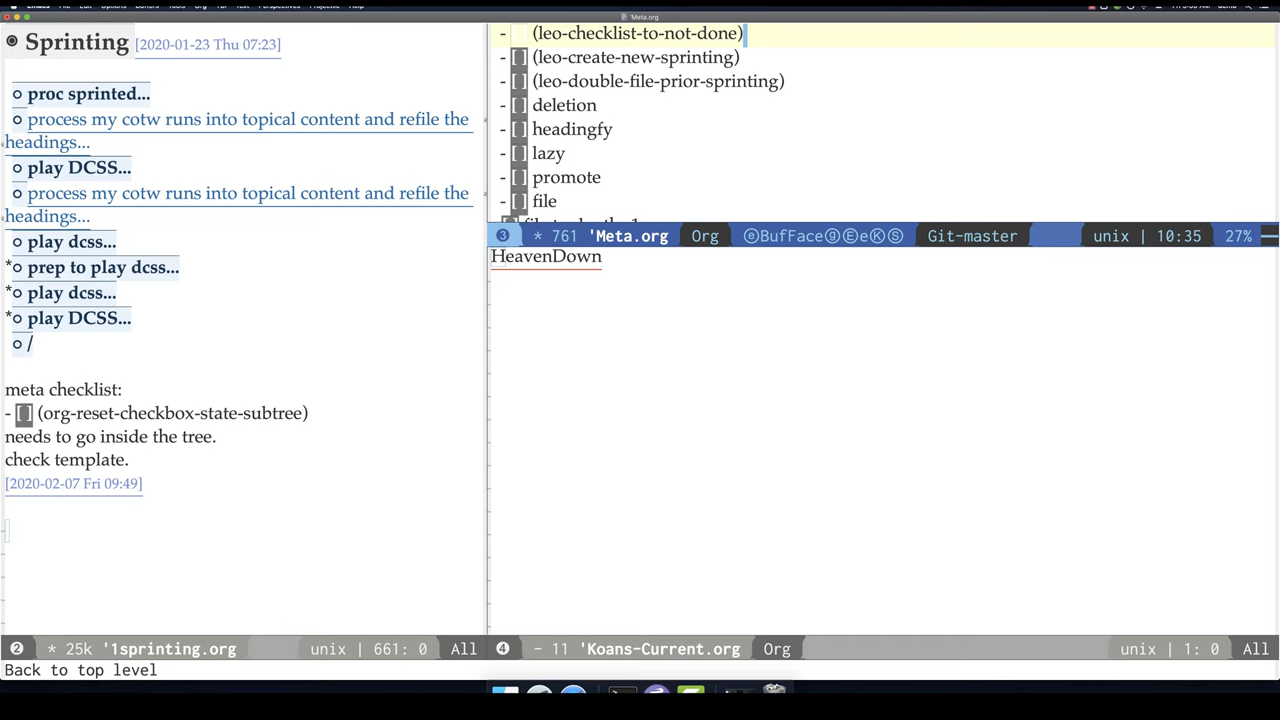 'Meta.org
Sprinting [2020-01-23 Thu 07:23]
proc sprinted...
process my cotw runs into topical content and refile the
headings...
play DCSS...
process my cotw runs into topical content and refile the
headings...
play dcss...
* prep to play dcss...
* play dcss...
* play DCSS...
/
meta checklist:
- [ ] (org-reset-checkbox-state-subtree)
needs to go inside the tree.
check template.
[2020-02-07 Fri 09:49]
2 * 25k '1sprinting.org unix | 661: 0 All
Back to top level
- (leo-checklist-to-not-done)
- [ ] (leo-create-new-sprinting)
- [ ] (leo-double-file-prior-sprinting)
- [ ] deletion
- [ ] headingfy
- [ ] lazy
- [ ] promote
- [ ] file
3 * 761 'Meta.org Org ⓔBufFaceⓖⒺeⓀⓈ Git-master unix | 10:35 27%
HeavenDown
4 - 11 'Koans-Current.org Org unix | 1: 0 All